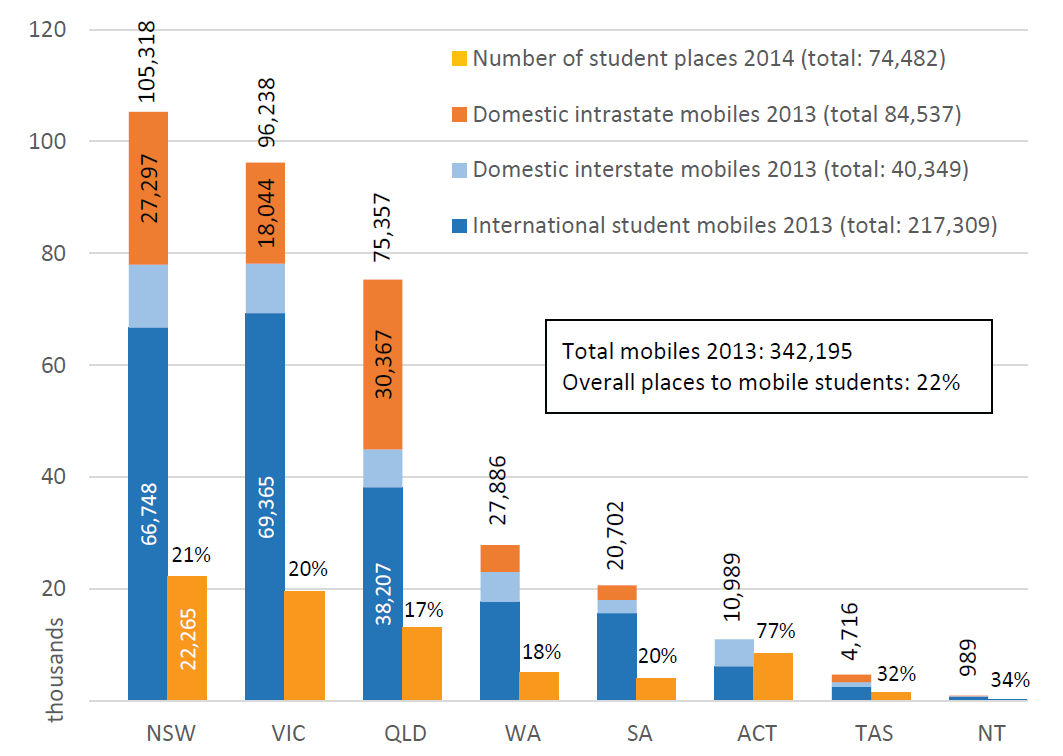 120
100
80
60
40
20
thousands
Number of student places 2014 (total: 74,482)
Domestic intrastate mobiles 2013 (total 84,537)
Domestic interstate mobiles 2013 (total: 40,349)
International student mobiles 2013 (total: 217,309)
Total mobiles 2013: 342,195
Overall places to mobile students: 22%
105,318
27,297
66,748
21%
22,265
96,238
18,044
69,365
20%
75,357
30,367
38,207
17%
27,886
18%
20,702
20%
10,989
77%
4,716
32%
989
34%
NSW
VIC
QLD
WA
SA
ACT
TAS
NT